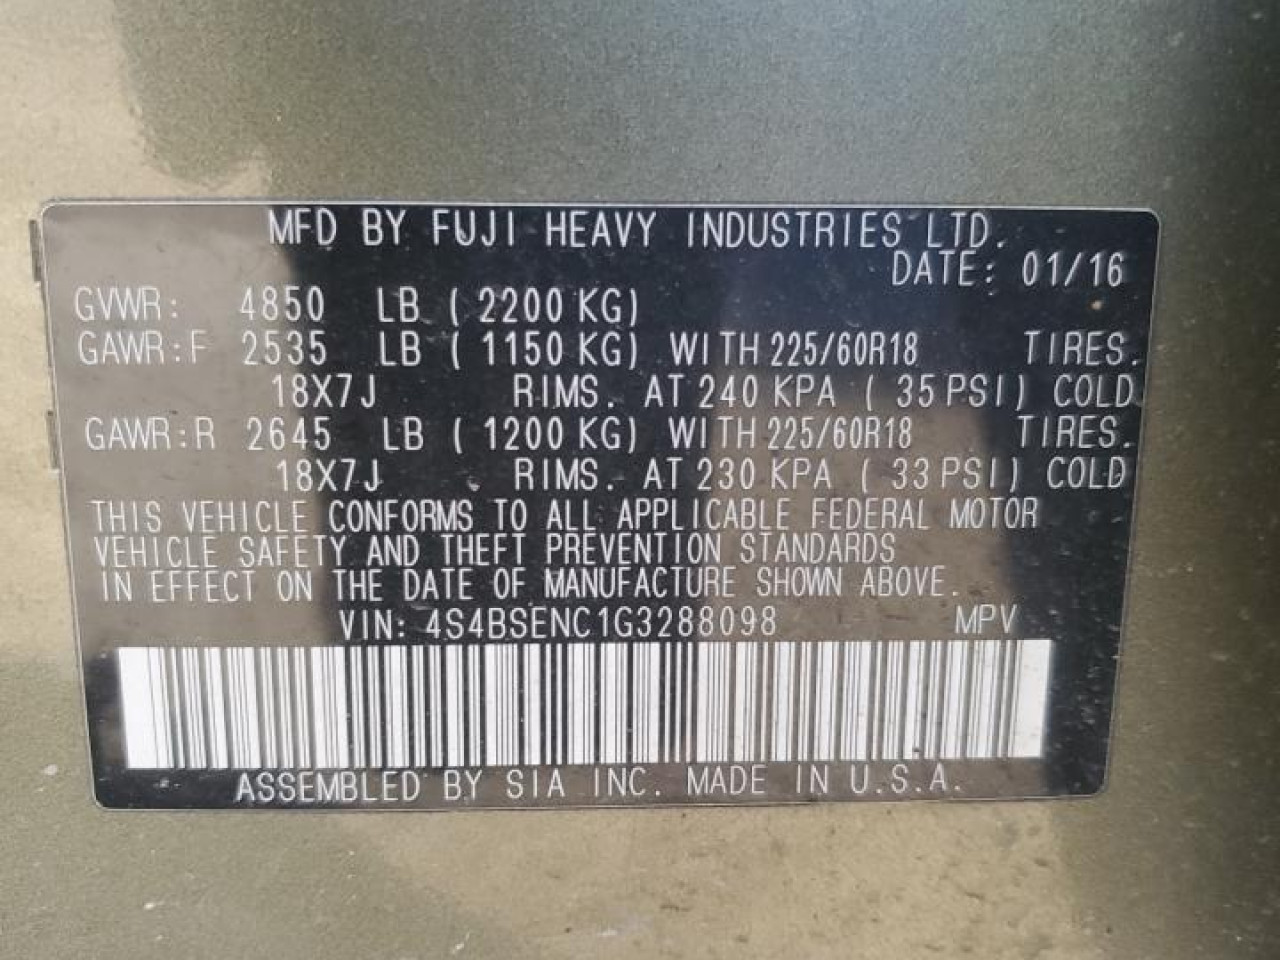 MFD BY FUJI HEAVY INDUSTRIES LTD.
DATE: 01/16
GVWR: 4850 LB ( 2200 KG)
GAWR:F 2535 LB ( 1150 KG) WITH 225/60R18 TIRES.
18X7J RIMS. AT 240 KPA ( 35 PSI) COLD
GAWR:R 2645 LB ( 1200 KG) WITH 225/60R18 TIRES.
18X7J RIMS. AT 230 KPA ( 33 PSI) COLD
THIS VEHICLE CONFORMS TO ALL APPLICABLE FEDERAL MOTOR
VEHICLE SAFETY AND THEFT PREVENTION STANDARDS
IN EFFECT ON THE DATE OF MANUFACTURE SHOWN ABOVE.
VIN: 4S4BSENC1G3288098 MPV
ASSEMBLED BY SIA INC. MADE IN U.S.A.